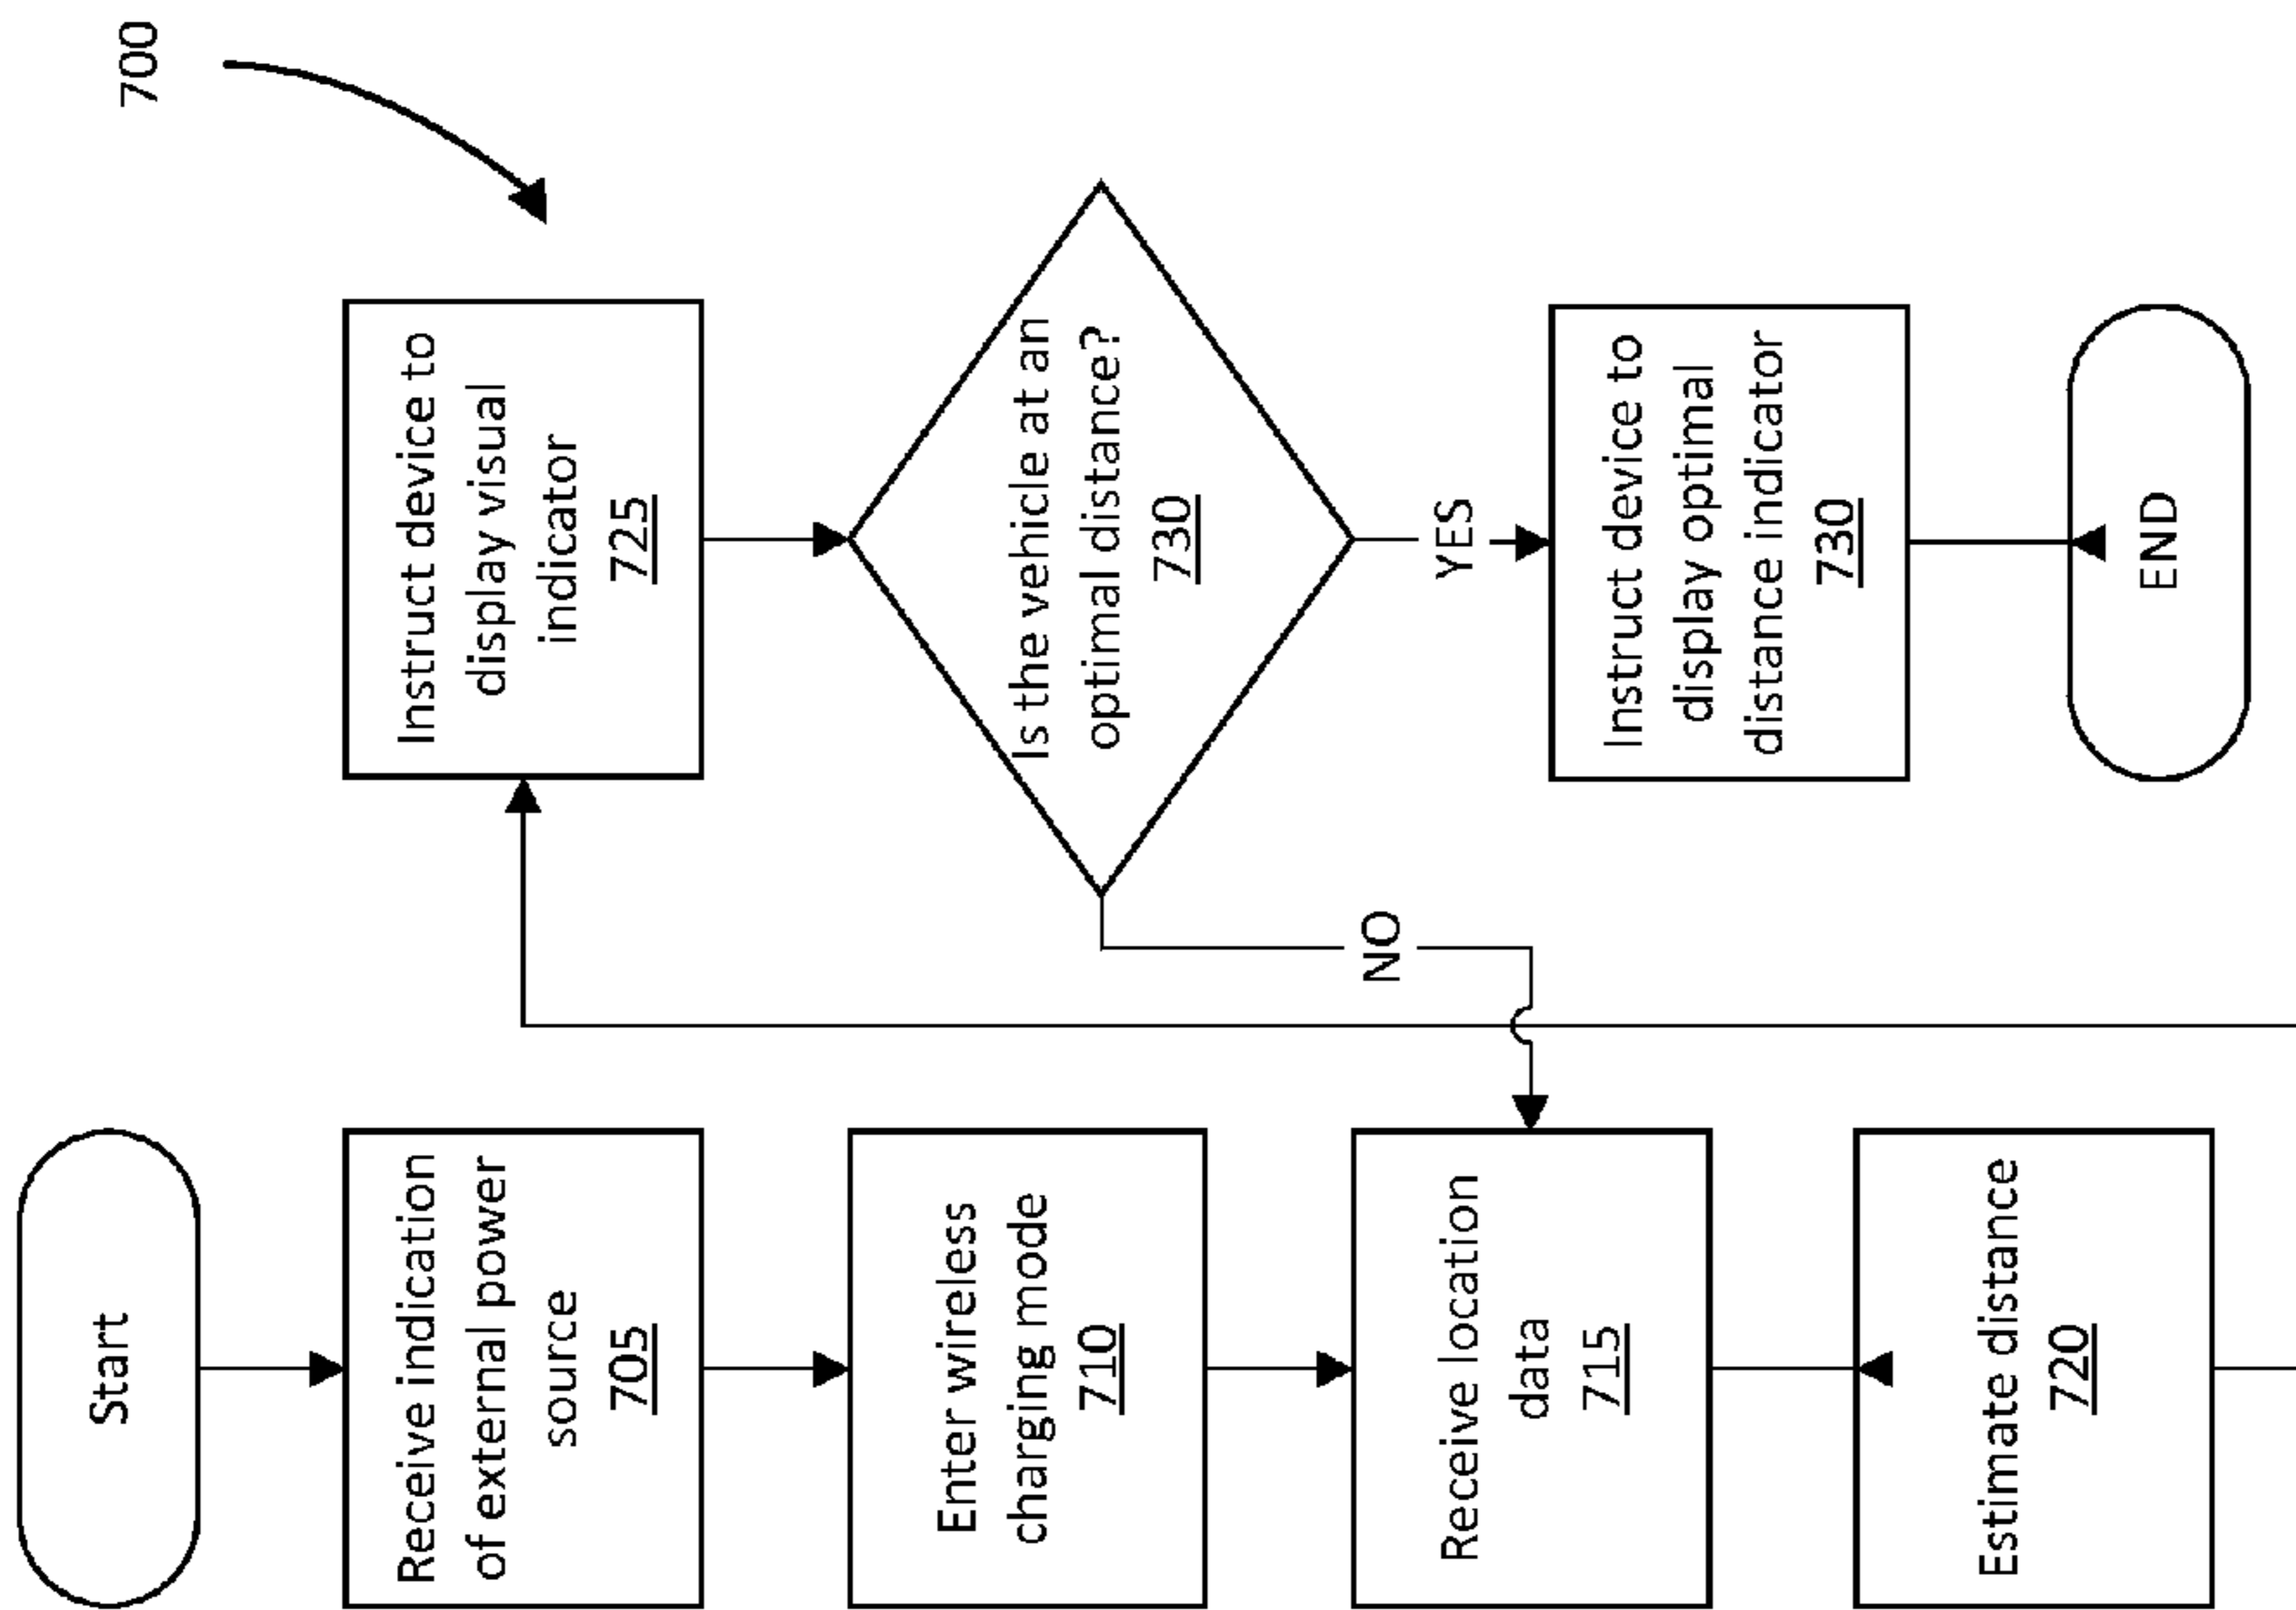 700
Start
Receive indication
of external power
source
705
Enter wireless
charging mode
710
Receive location
data
715
Estimate distance
720
Instruct device to
display visual
indicator
725
Is the vehicle at an
optimal distance?
730
NO
YES
Instruct device to
display optimal
distance indicator
730
END